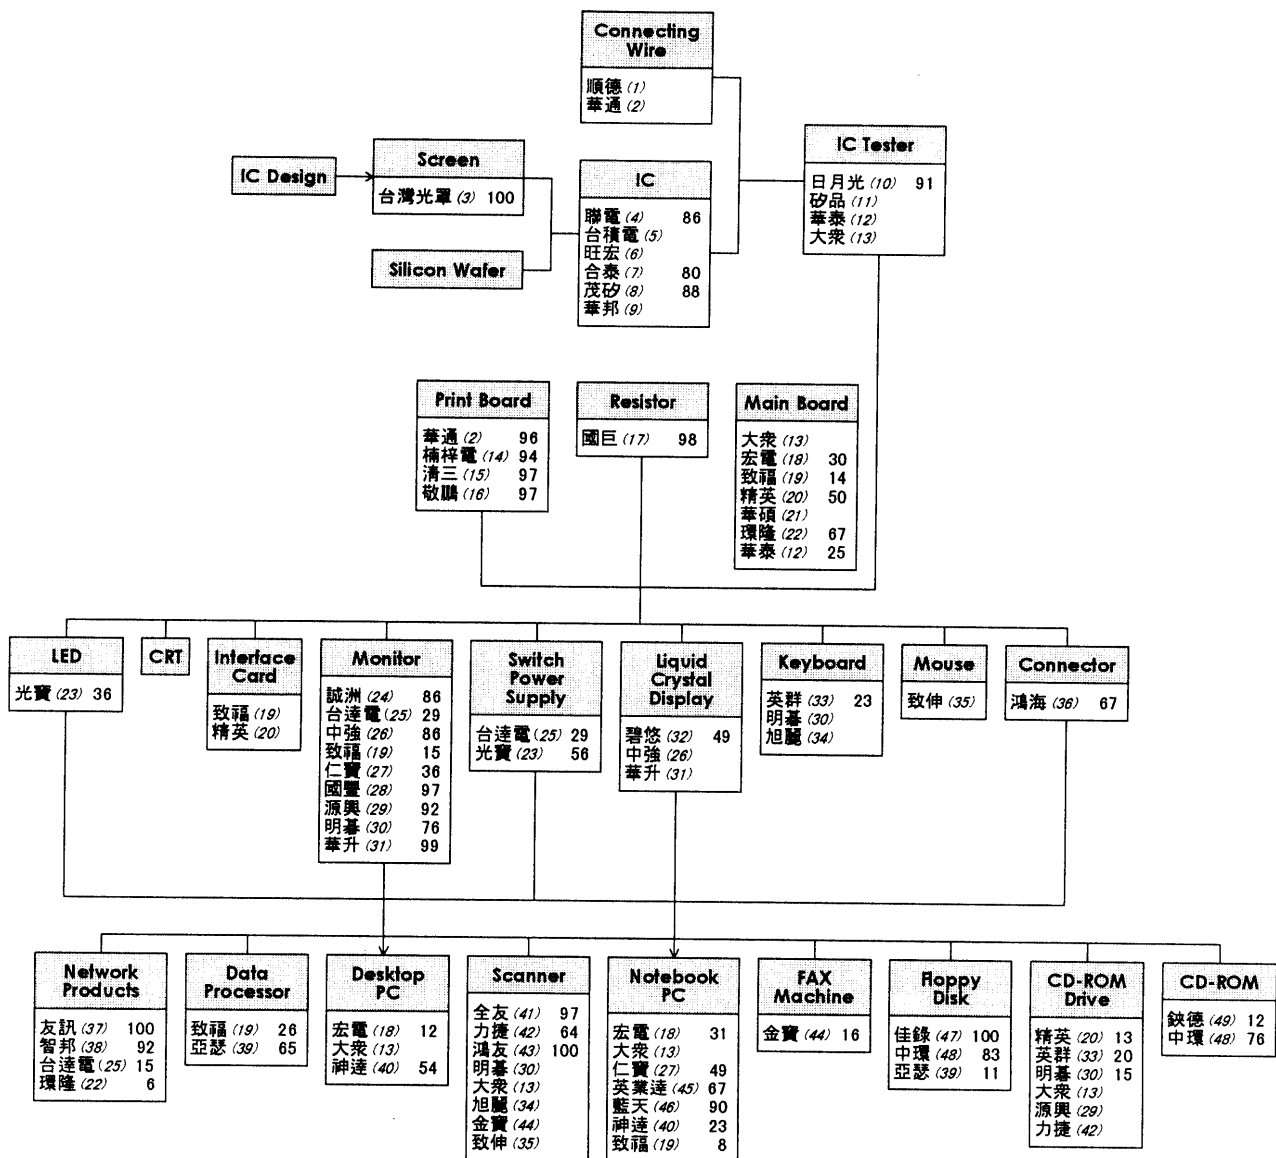 Connecting
Wire
順德 (1)
華通 (2)
IC Tester
日月光 (10) 91
矽品 (11)
華泰 (12)
大衆 (13)
IC Design
Screen
台灣光罩 (3) 100
Silicon Wafer
IC
聯電 (4) 86
台積電 (5)
旺宏 (6)
合泰 (7) 80
茂矽 (8) 88
華邦 (9)
Print Board
華通 (2) 96
楠梓電 (14) 94
清三 (15) 97
敬鵬 (16) 97
Resistor
國巨 (17) 98
Main Board
大衆 (13)
宏電 (18) 30
致福 (19) 14
精英 (20) 50
華碩 (21)
環隆 (22) 67
華泰 (12) 25
LED
光寶 (23) 36
CRT
Interface
Card
致福 (19)
精英 (20)
Monitor
誠洲 (24) 86
台達電 (25) 29
中強 (26) 86
致福 (19) 15
仁寶 (27) 36
國豐 (28) 97
源興 (29) 92
明碁 (30) 76
華升 (31) 99
Switch
Power
Supply
台達電 (25) 29
光寶 (23) 56
Liquid
Crystal
Display
碧悠 (32) 49
中強 (26)
華升 (31)
Keyboard
英群 (33) 23
明碁 (30)
旭麗 (34)
Mouse
致伸 (35)
Connector
鴻海 (36) 67
Network
Products
友訊 (37) 100
智邦 (38) 92
台達電 (25) 15
環隆 (22) 6
Data
Processor
致福 (19) 26
亞瑟 (39) 65
Desktop
PC
宏電 (18) 12
大衆 (13)
神達 (40) 54
Scanner
全友 (41) 97
力捷 (42) 64
鴻友 (43) 100
明碁 (30)
大衆 (13)
旭麗 (34)
金寶 (44)
致伸 (35)
Notebook
PC
宏電 (18) 31
大衆 (13)
仁寶 (27) 49
英業達 (45) 67
藍天 (46) 90
神達 (40) 23
致福 (19) 8
FAX
Machine
金寶 (44) 16
Floppy
Disk
佳錄 (47) 100
中環 (48) 83
亞瑟 (39) 11
CD-ROM
Drive
精英 (20) 13
英群 (33) 20
明碁 (30) 15
大衆 (13)
源興 (29)
力捷 (42)
CD-ROM
錸德 (49) 12
中環 (48) 76